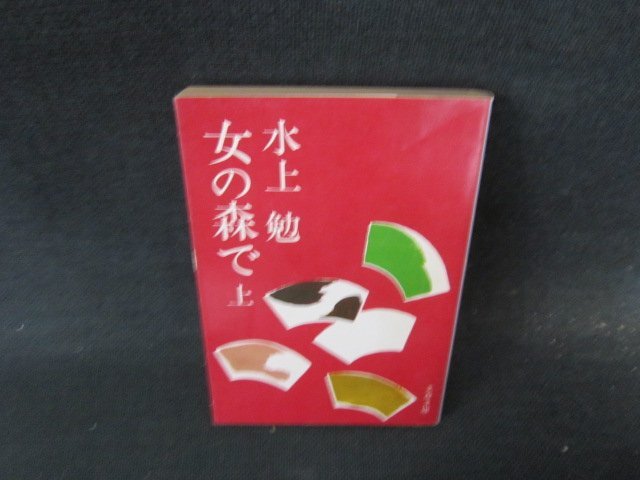 水上 勉
女の森で 上